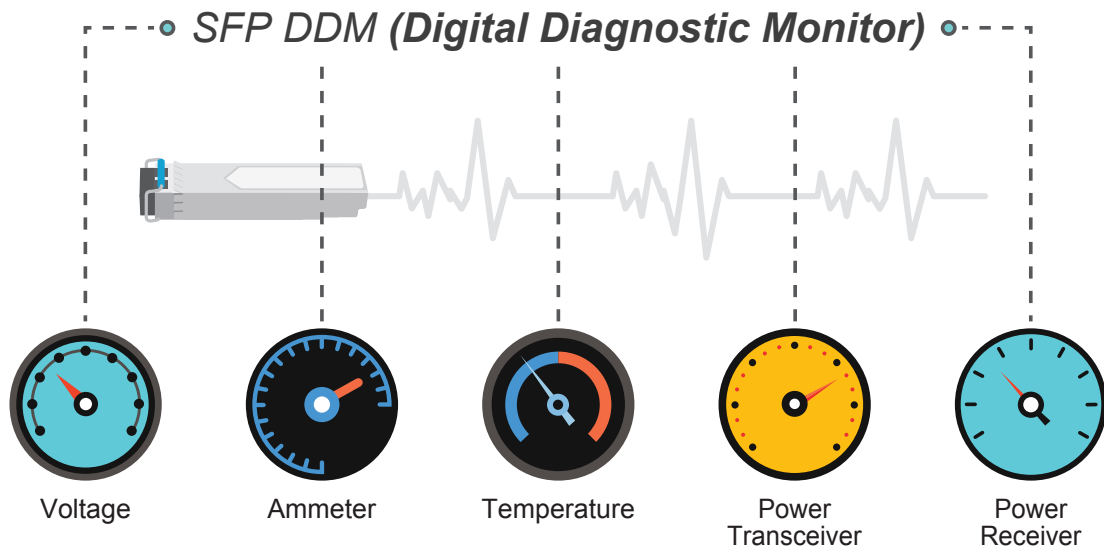 SFP DDM (Digital Diagnostic Monitor)
Voltage
Ammeter
Temperature
Power
Transceiver
Power
Receiver